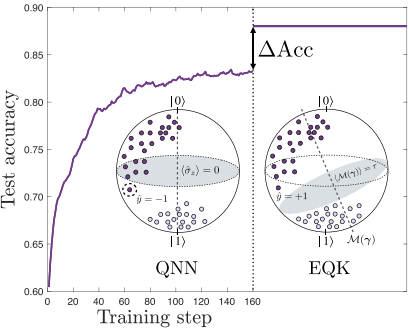 0.90
0.85
0.80
0.75
0.70
0.65
0.60
Test accuracy
0 20 40 60 80 100 120 140 160
Training step
ΔAcc
|0⟩
⟨σ̂z⟩ = 0
ŷ = −1
|1⟩
QNN
|0⟩
⟨M(γ)⟩ = r
ŷ = +1
|1⟩
M(γ)
EQK